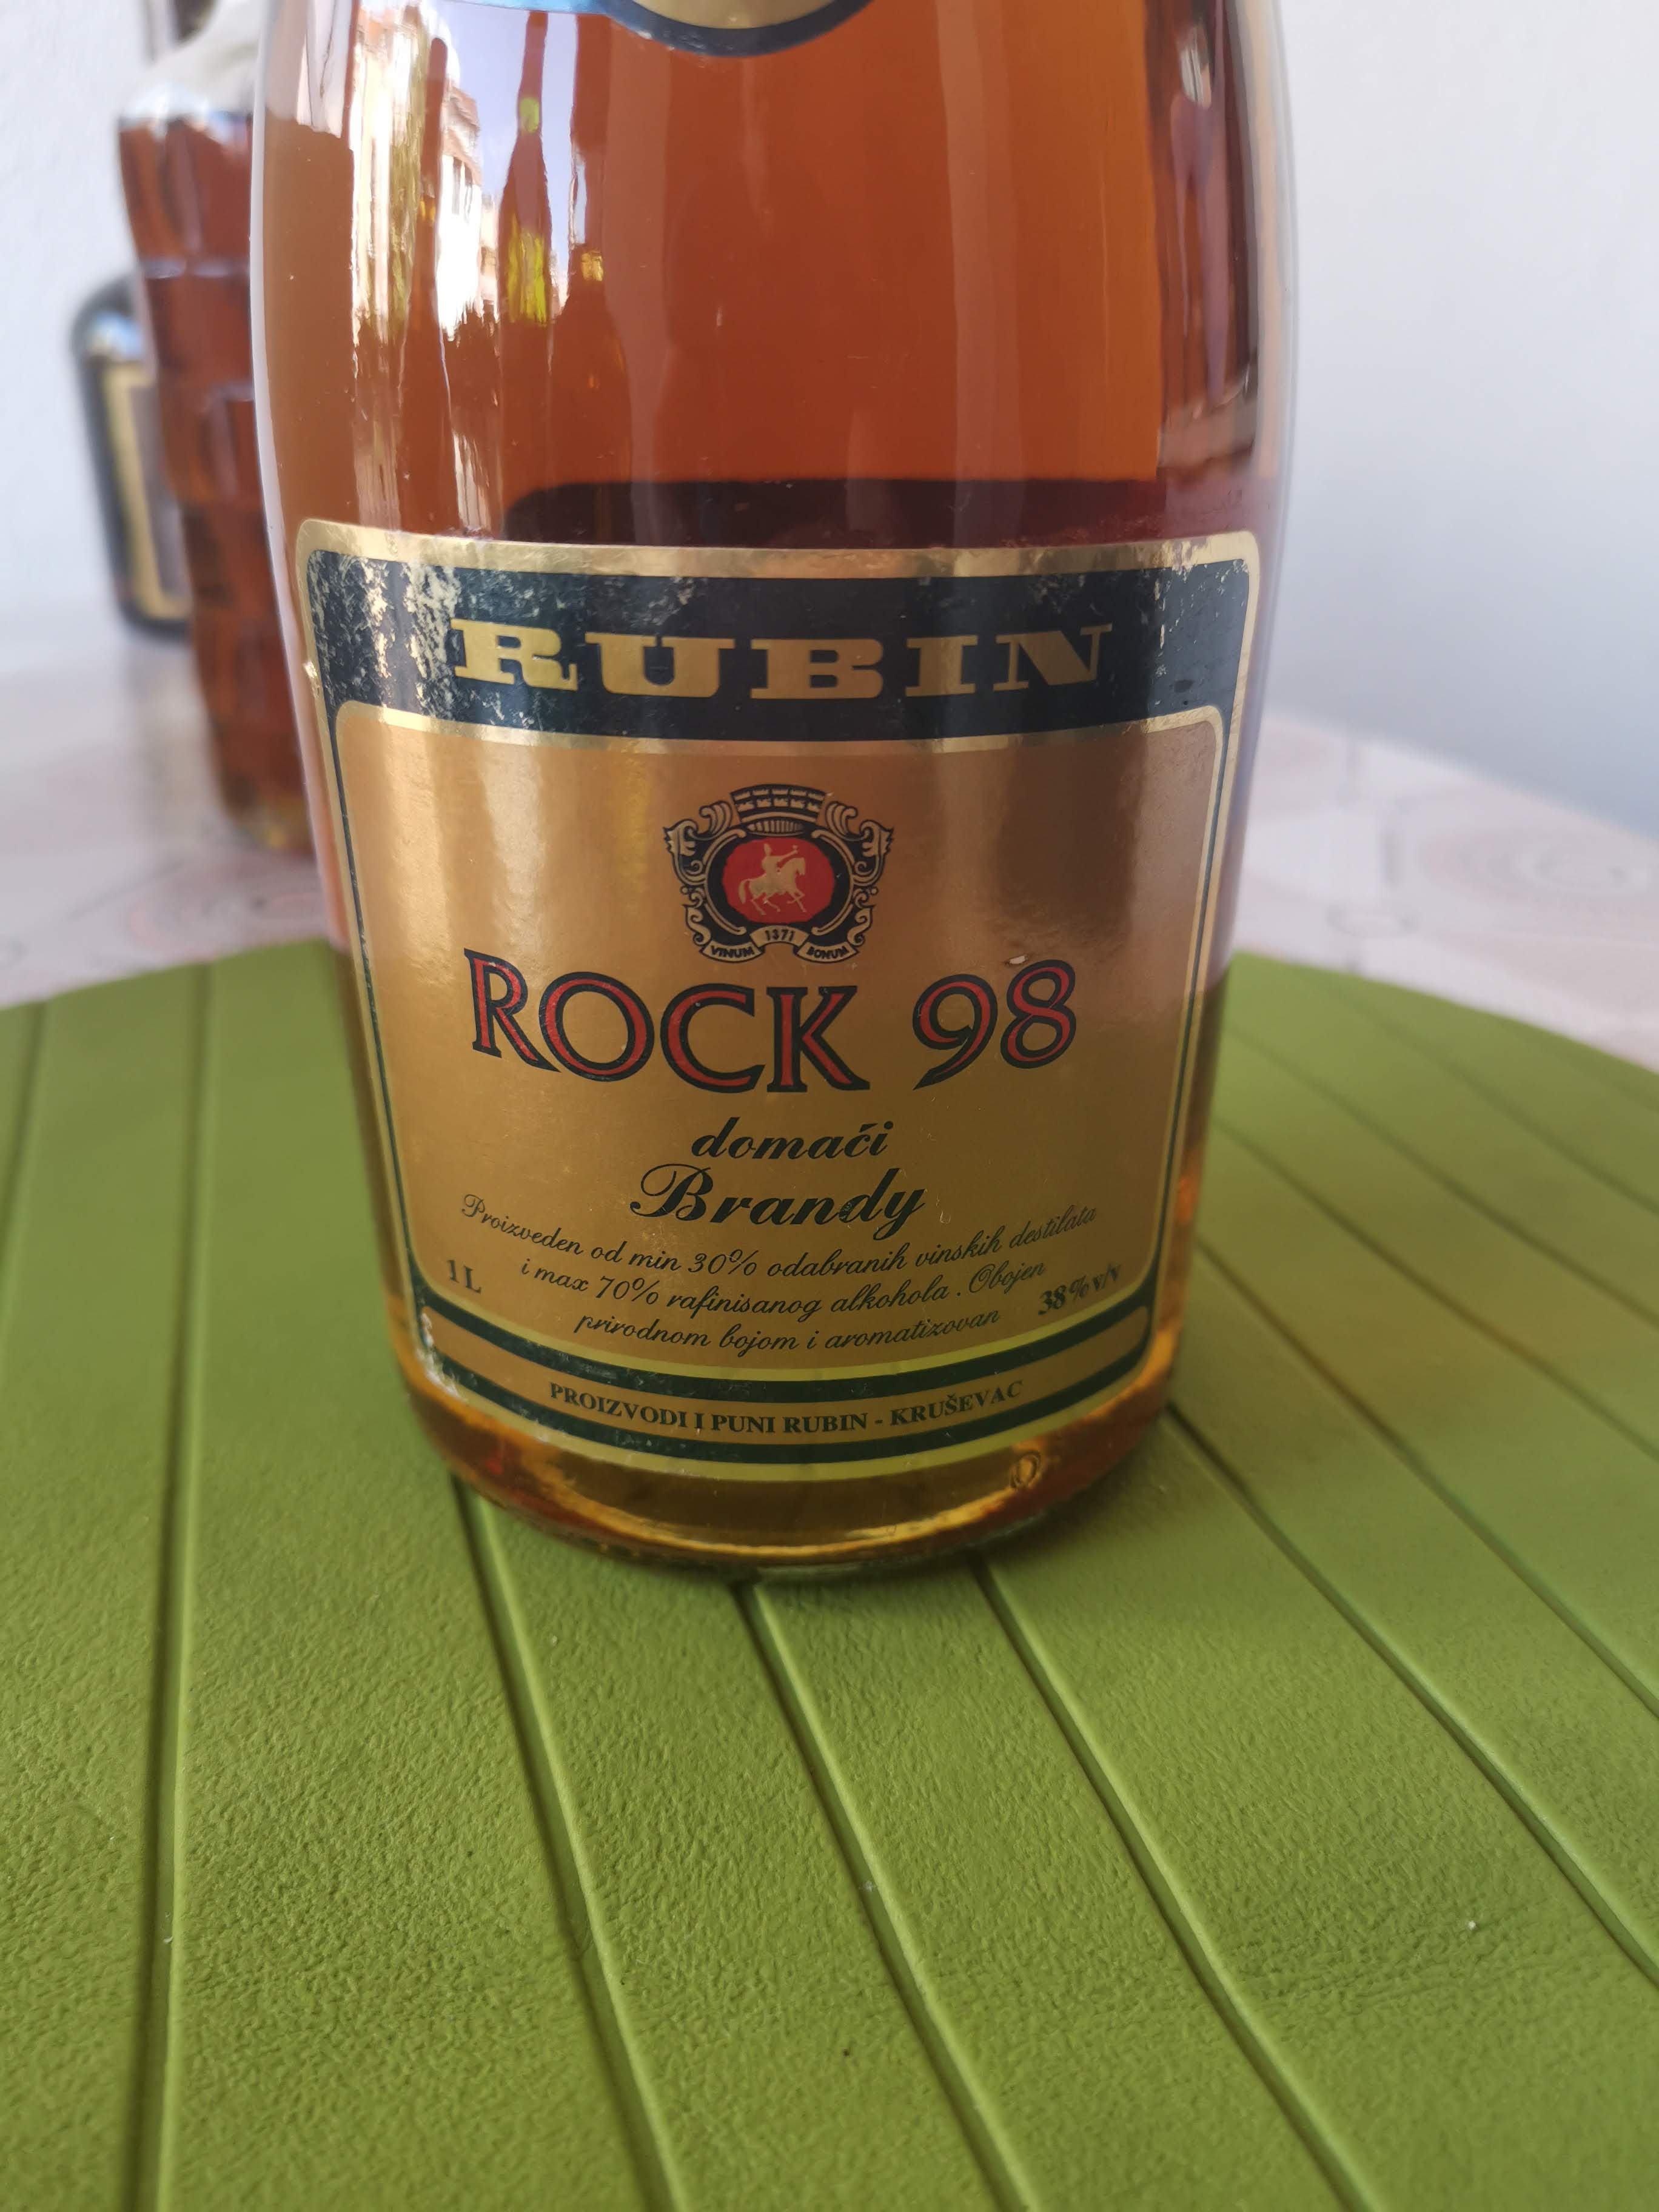 RUBIN
VINUM 1371 BONUM
ROCK 98
domaći
Brandy
Proizveden od min 30% odabranih vinskih destilata
i max 70% rafinisanog alkohola . Obojen
prirodnom bojom i aromatizovan
1L
38%v/v
PROIZVODI I PUNI RUBIN - KRUŠEVAC